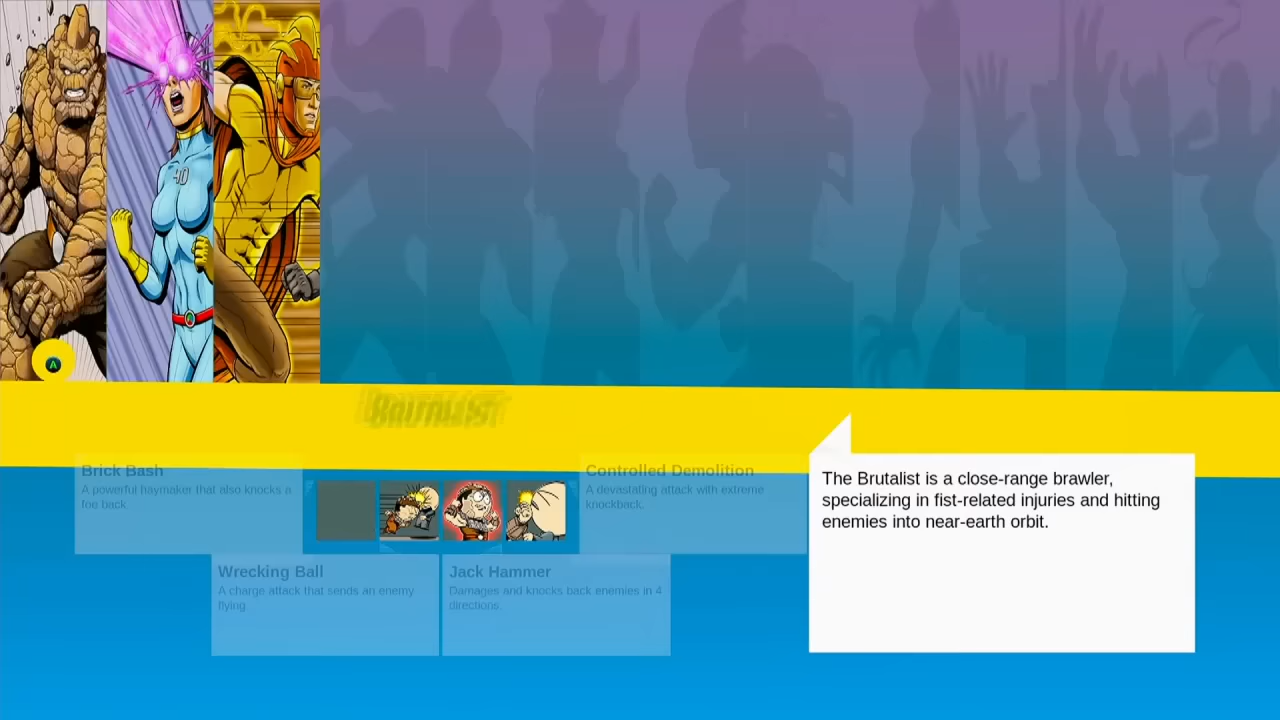 40
A
BRUTALIST
Brick Bash
A powerful haymaker that also knocks a
foe back.
Controlled Demolition
A devastating attack with extreme
knockback.
The Brutalist is a close-range brawler,
specializing in fist-related injuries and hitting
enemies into near-earth orbit.
Wrecking Ball
A charge attack that sends an enemy
flying.
Jack Hammer
Damages and knocks back enemies in 4
directions.